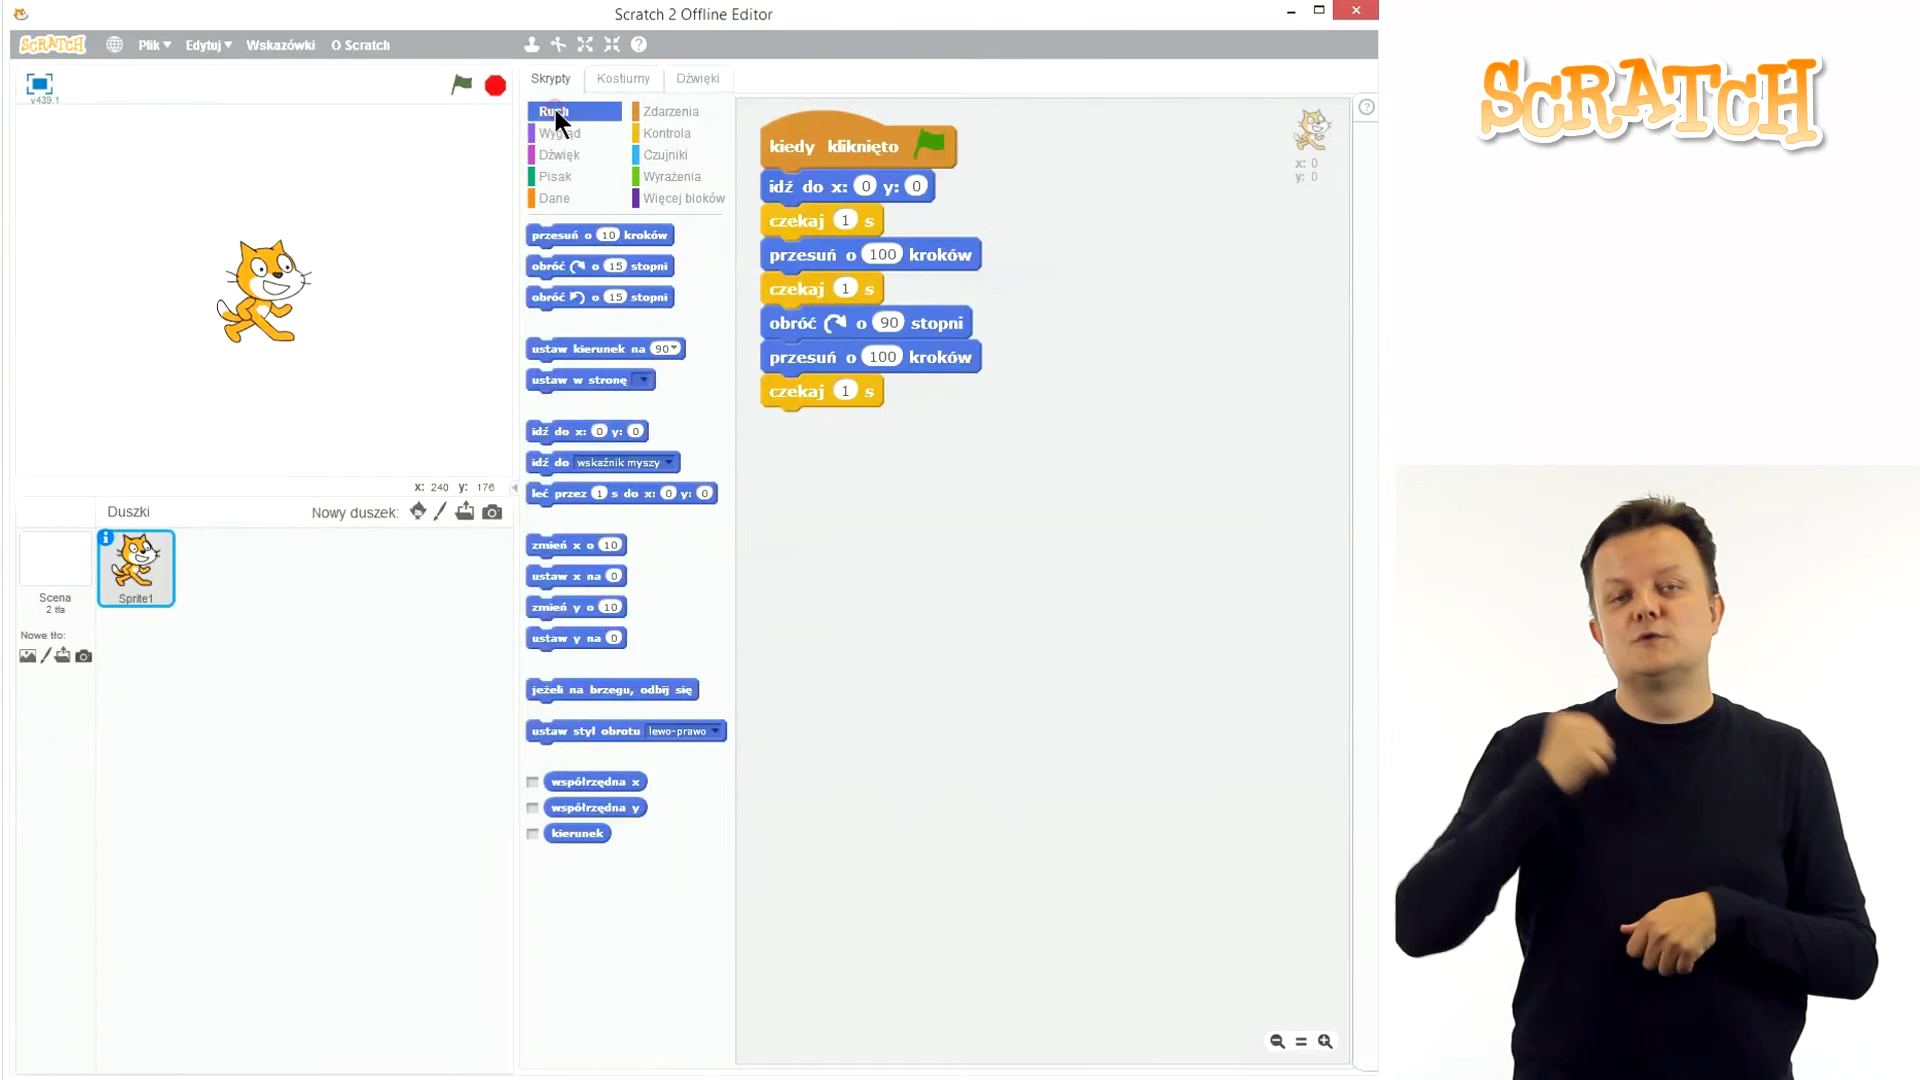 Scratch 2 Offline Editor
SCRATCH
Plik Edytuj Wskazówki O Scratch
v439.1
Skrypty Kostiumy Dźwięki
Ruch Zdarzenia
Wygląd Kontrola
Dźwięk Czujniki
Pisak Wyrażenia
Dane Więcej bloków
przesuń o 10 kroków
obróć o 15 stopni
obróć o 15 stopni
ustaw kierunek na 90
ustaw w stronę
idź do x: 0 y: 0
idź do wskaźnik myszy
leć przez 1 s do x: 0 y: 0
zmień x o 10
ustaw x na 0
zmień y o 10
ustaw y na 0
jeżeli na brzegu, odbij się
ustaw styl obrotu lewo-prawo
współrzędna x
współrzędna y
kierunek
kiedy kliknięto
idź do x: 0 y: 0
czekaj 1 s
przesuń o 100 kroków
czekaj 1 s
obróć o 90 stopni
przesuń o 100 kroków
czekaj 1 s
x: 0
y: 0
x: 240 y: 176
Duszki Nowy duszek:
Sprite1
Scena
2 tła
Nowe tło:
SCRATCH